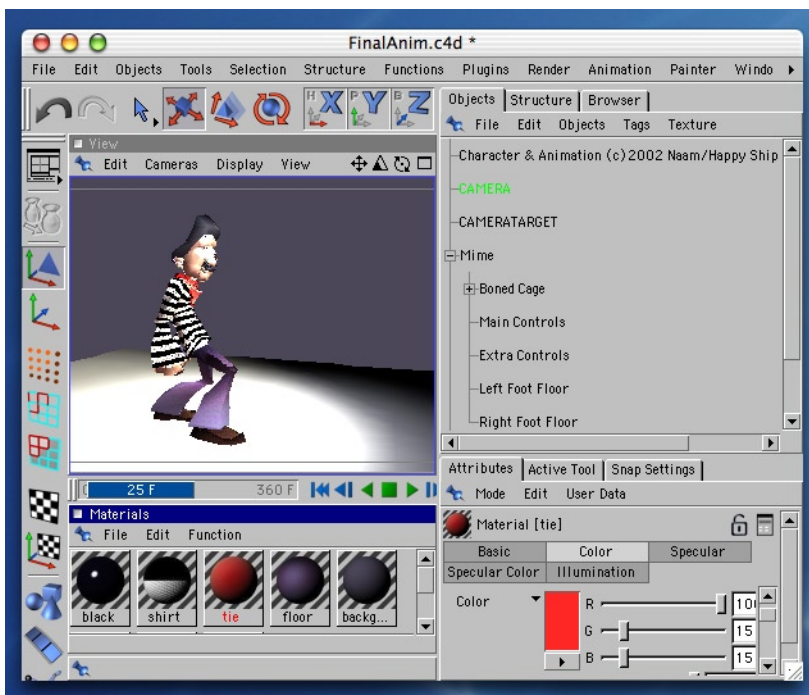 FinalAnim.c4d *
File Edit Objects Tools Selection Structure Functions Plugins Render Animation Painter Windo
H X P Y B Z
Objects Structure Browser
File Edit Objects Tags Texture
View
Edit Cameras Display View
Character & Animation (c)2002 Naam/Happy Ship
CAMERA
CAMERATARGET
Mime
Boned Cage
Main Controls
Extra Controls
Left Foot Floor
Right Foot Floor
25 F 360 F
Materials
File Edit Function
black shirt tie floor backg...
Attributes Active Tool Snap Settings
Mode Edit User Data
Material [tie]
Basic Color Specular
Specular Color Illumination
Color R
G 15
B 15